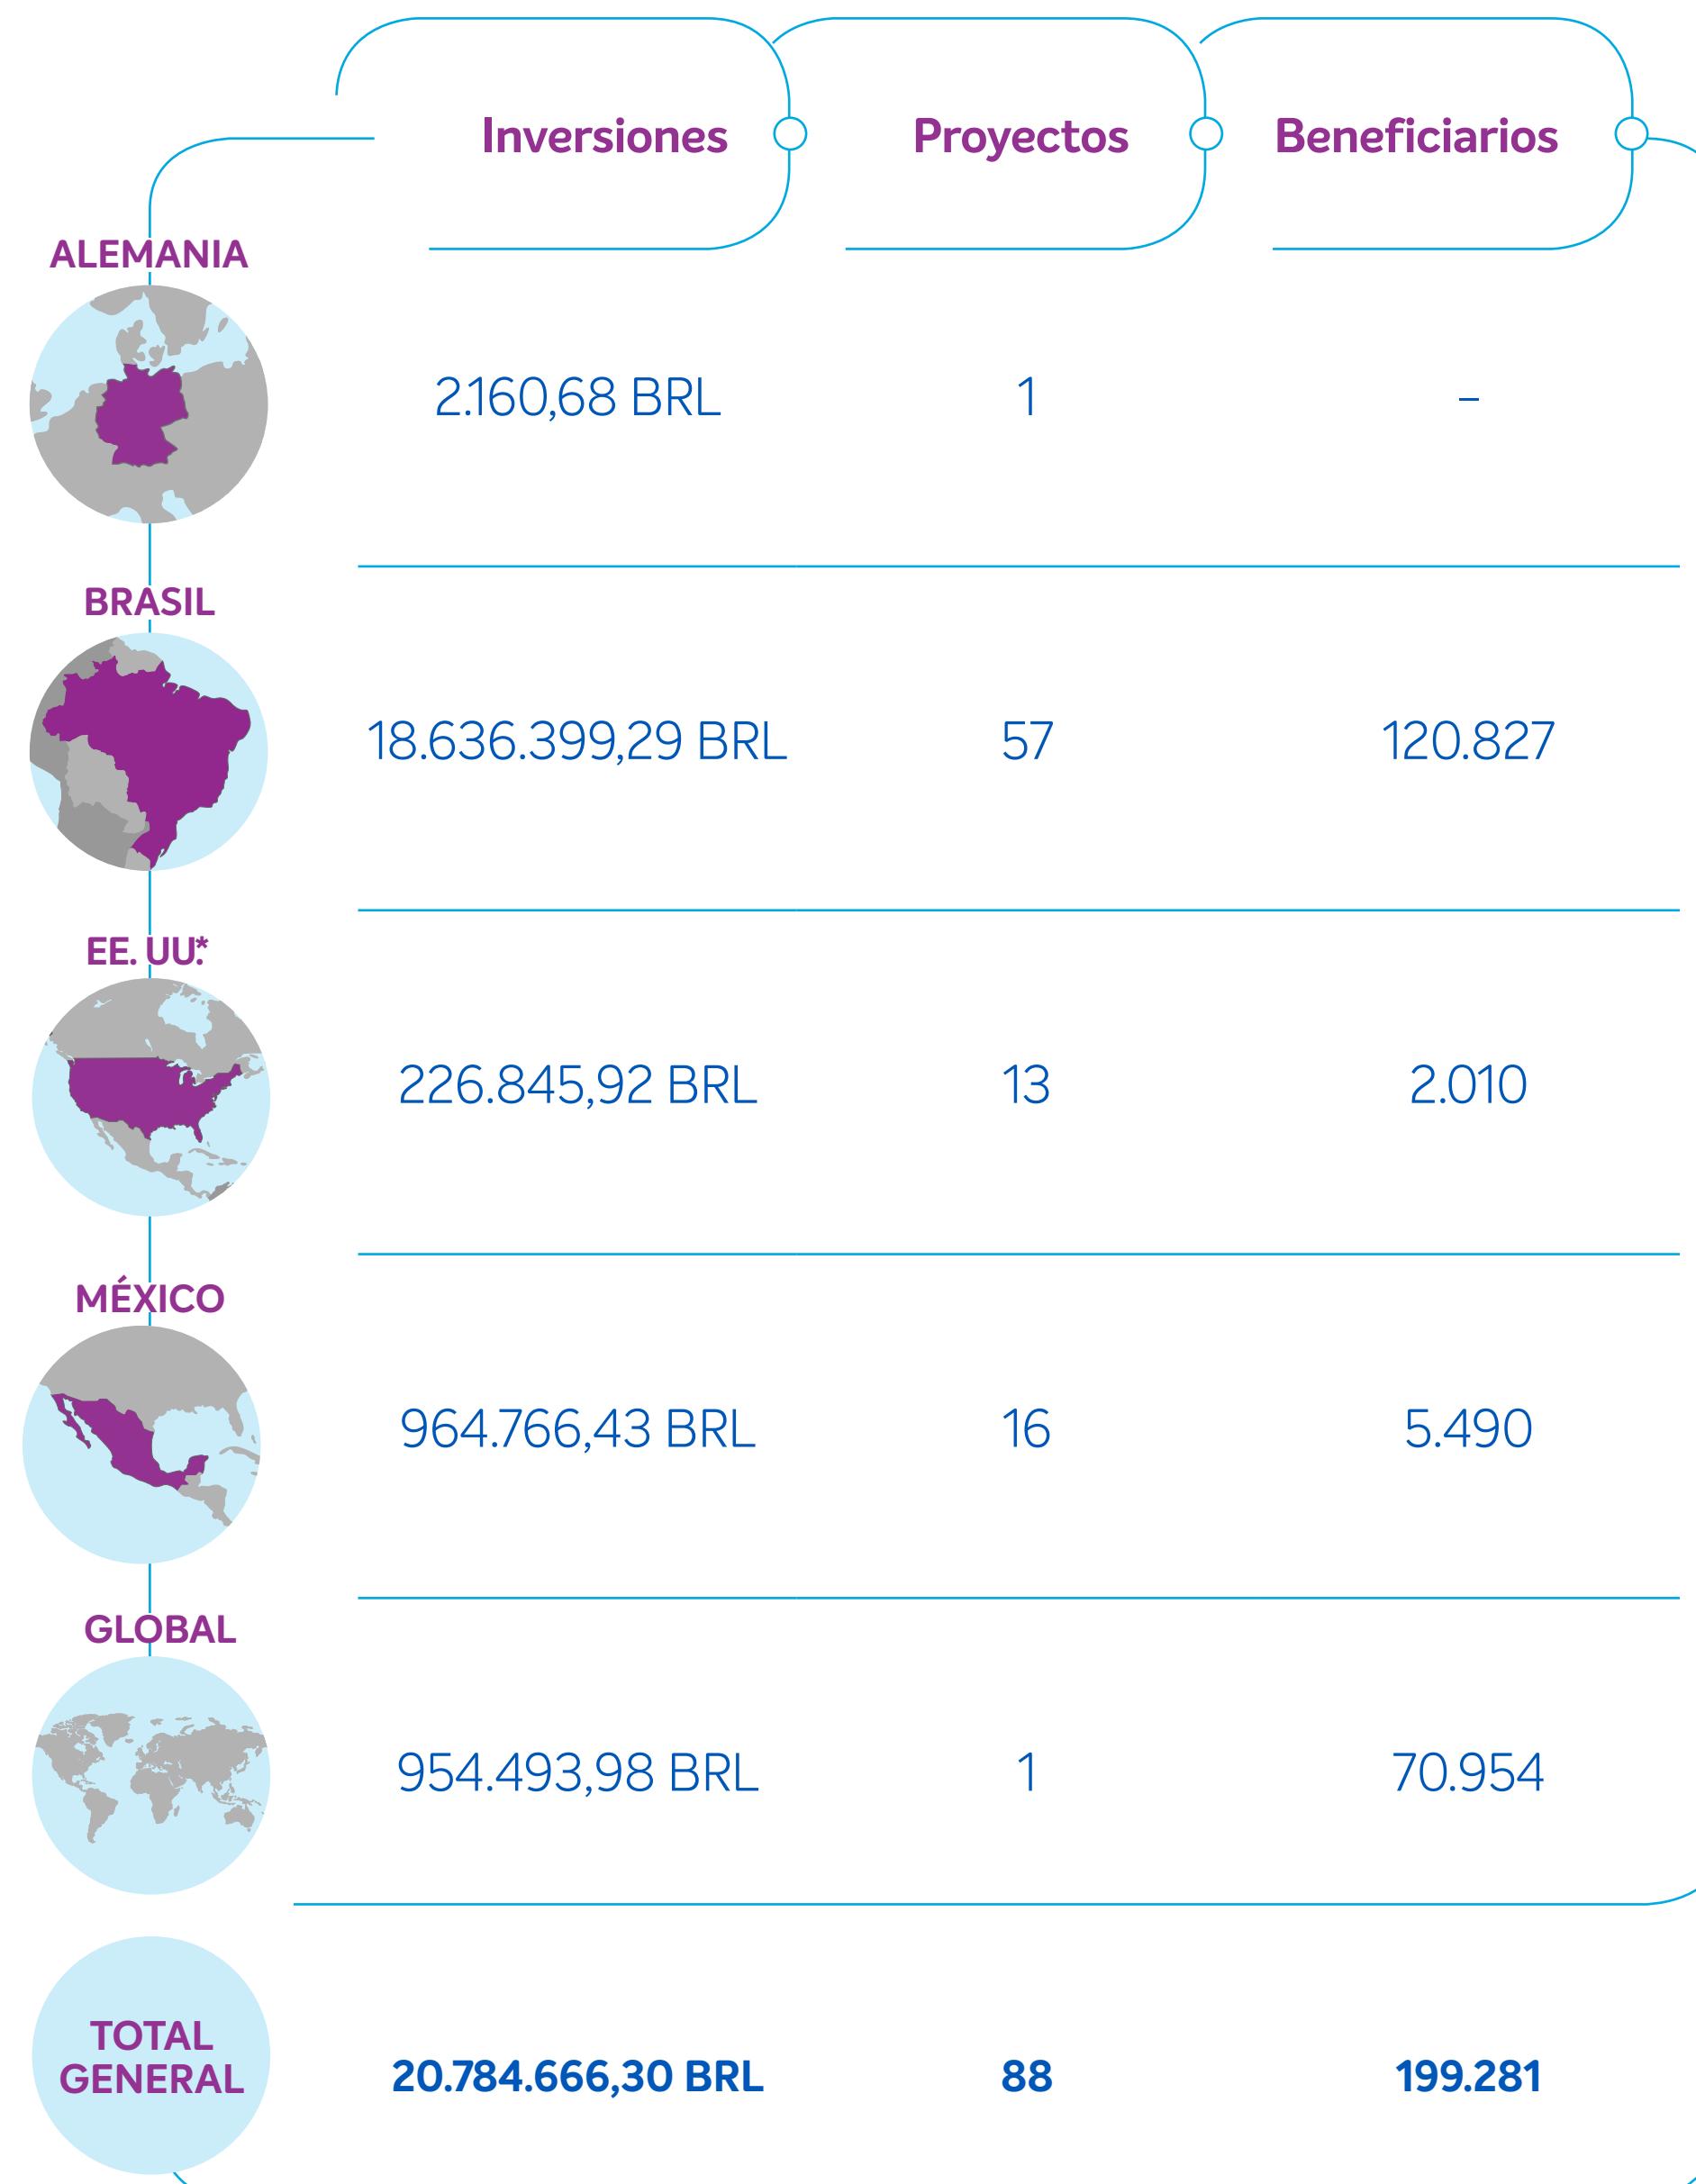 Inversiones Proyectos Beneficiarios
ALEMANIA
2.160,68 BRL 1 –
BRASIL
18.636.399,29 BRL 57 120.827
EE. UU.*
226.845,92 BRL 13 2.010
MÉXICO
964.766,43 BRL 16 5.490
GLOBAL
954.493,98 BRL 1 70.954
TOTAL
GENERAL
20.784.666,30 BRL 88 199.281